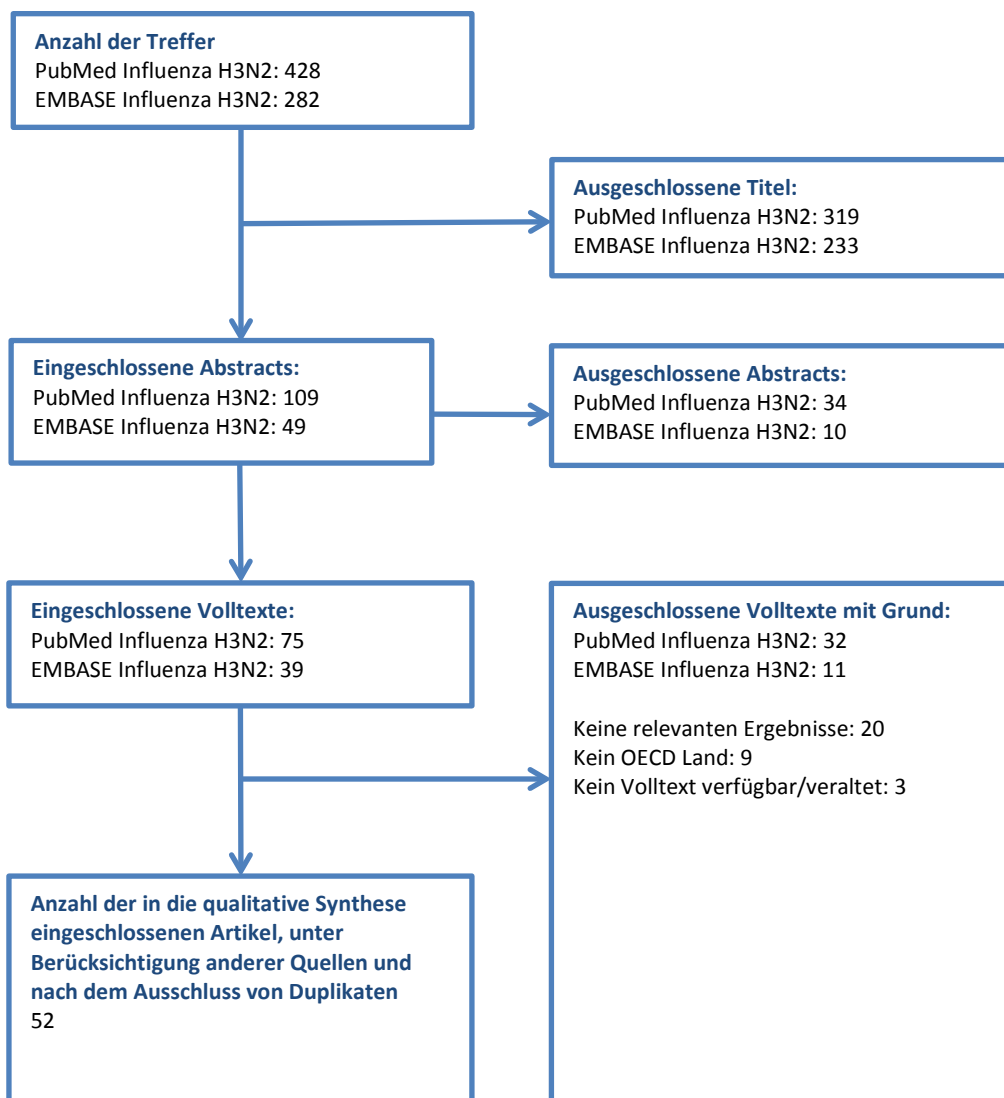 Anzahl der Treffer
PubMed Influenza H3N2: 428
EMBASE Influenza H3N2: 282
Ausgeschlossene Titel:
PubMed Influenza H3N2: 319
EMBASE Influenza H3N2: 233
Eingeschlossene Abstracts:
PubMed Influenza H3N2: 109
EMBASE Influenza H3N2: 49
Ausgeschlossene Abstracts:
PubMed Influenza H3N2: 34
EMBASE Influenza H3N2: 10
Eingeschlossene Volltexte:
PubMed Influenza H3N2: 75
EMBASE Influenza H3N2: 39
Ausgeschlossene Volltexte mit Grund:
PubMed Influenza H3N2: 32
EMBASE Influenza H3N2: 11
Keine relevanten Ergebnisse: 20
Kein OECD Land: 9
Kein Volltext verfügbar/veraltet: 3
Anzahl der in die qualitative Synthese
eingeschlossenen Artikel, unter
Berücksichtigung anderer Quellen und
nach dem Ausschluss von Duplikaten
52